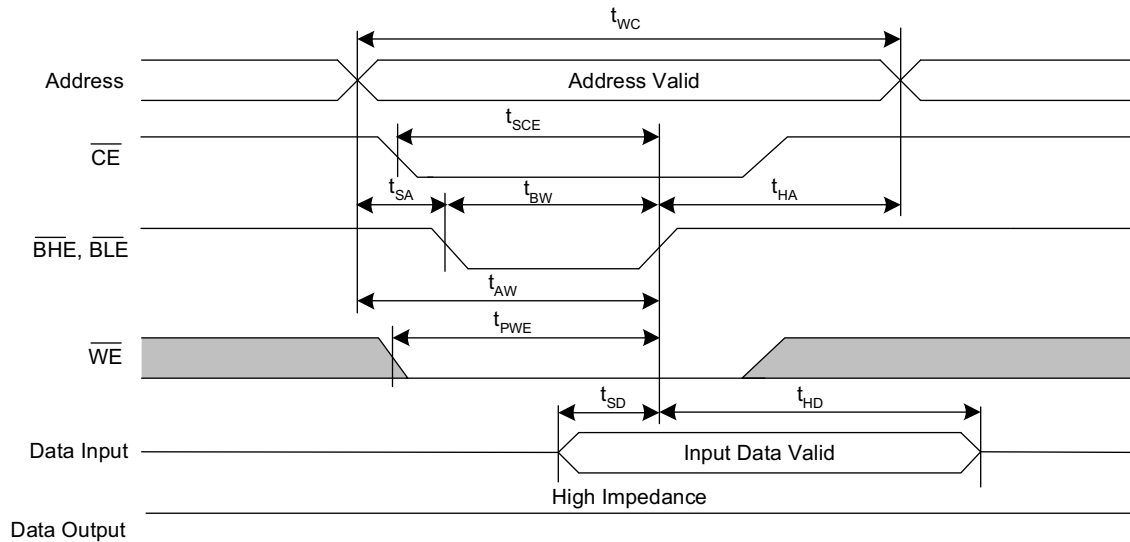 tWC
Address
Address Valid
tSCE
CE
tSA
tBW
tHA
BHE, BLE
tAW
tPWE
WE
tSD
tHD
Data Input
Input Data Valid
High Impedance
Data Output